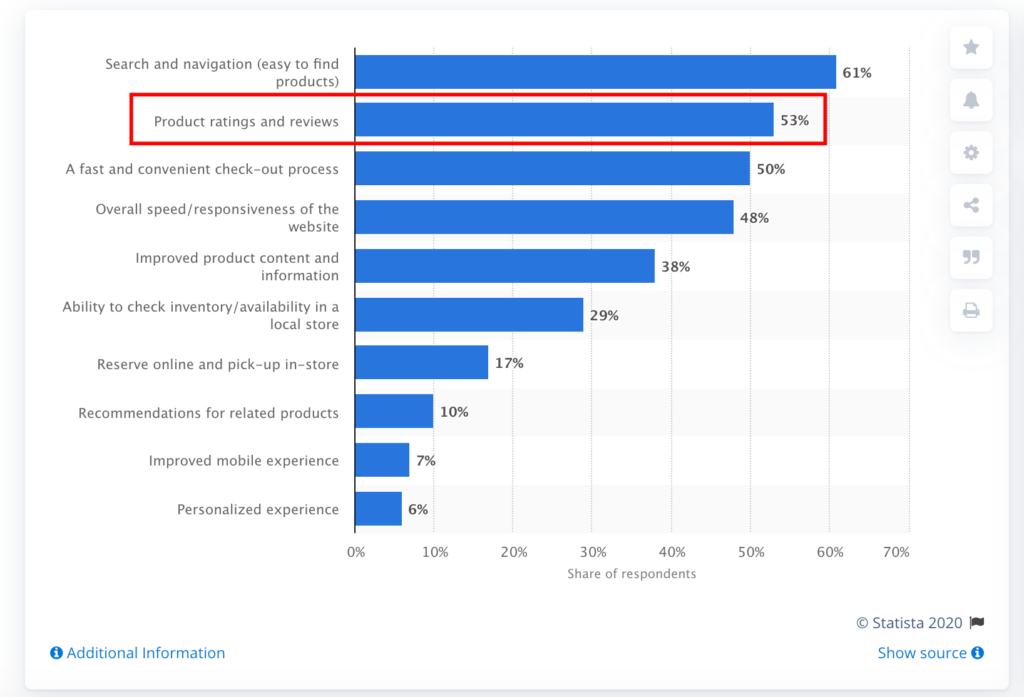 Search and navigation (easy to find
products)
61%
Product ratings and reviews
53%
A fast and convenient check-out process
50%
Overall speed/responsiveness of the
website
48%
Improved product content and
information
38%
Ability to check inventory/availability in a
local store
29%
Reserve online and pick-up in-store
17%
Recommendations for related products
10%
Improved mobile experience
7%
Personalized experience
6%
0% 10% 20% 30% 40% 50% 60% 70%
Share of respondents
© Statista 2020
Additional Information
Show source